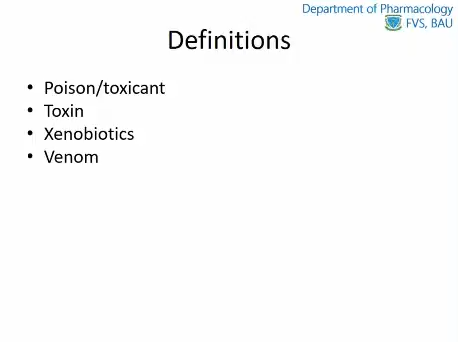 Department of Pharmacology
FVS, BAU
Definitions
• Poison/toxicant
• Toxin
• Xenobiotics
• Venom